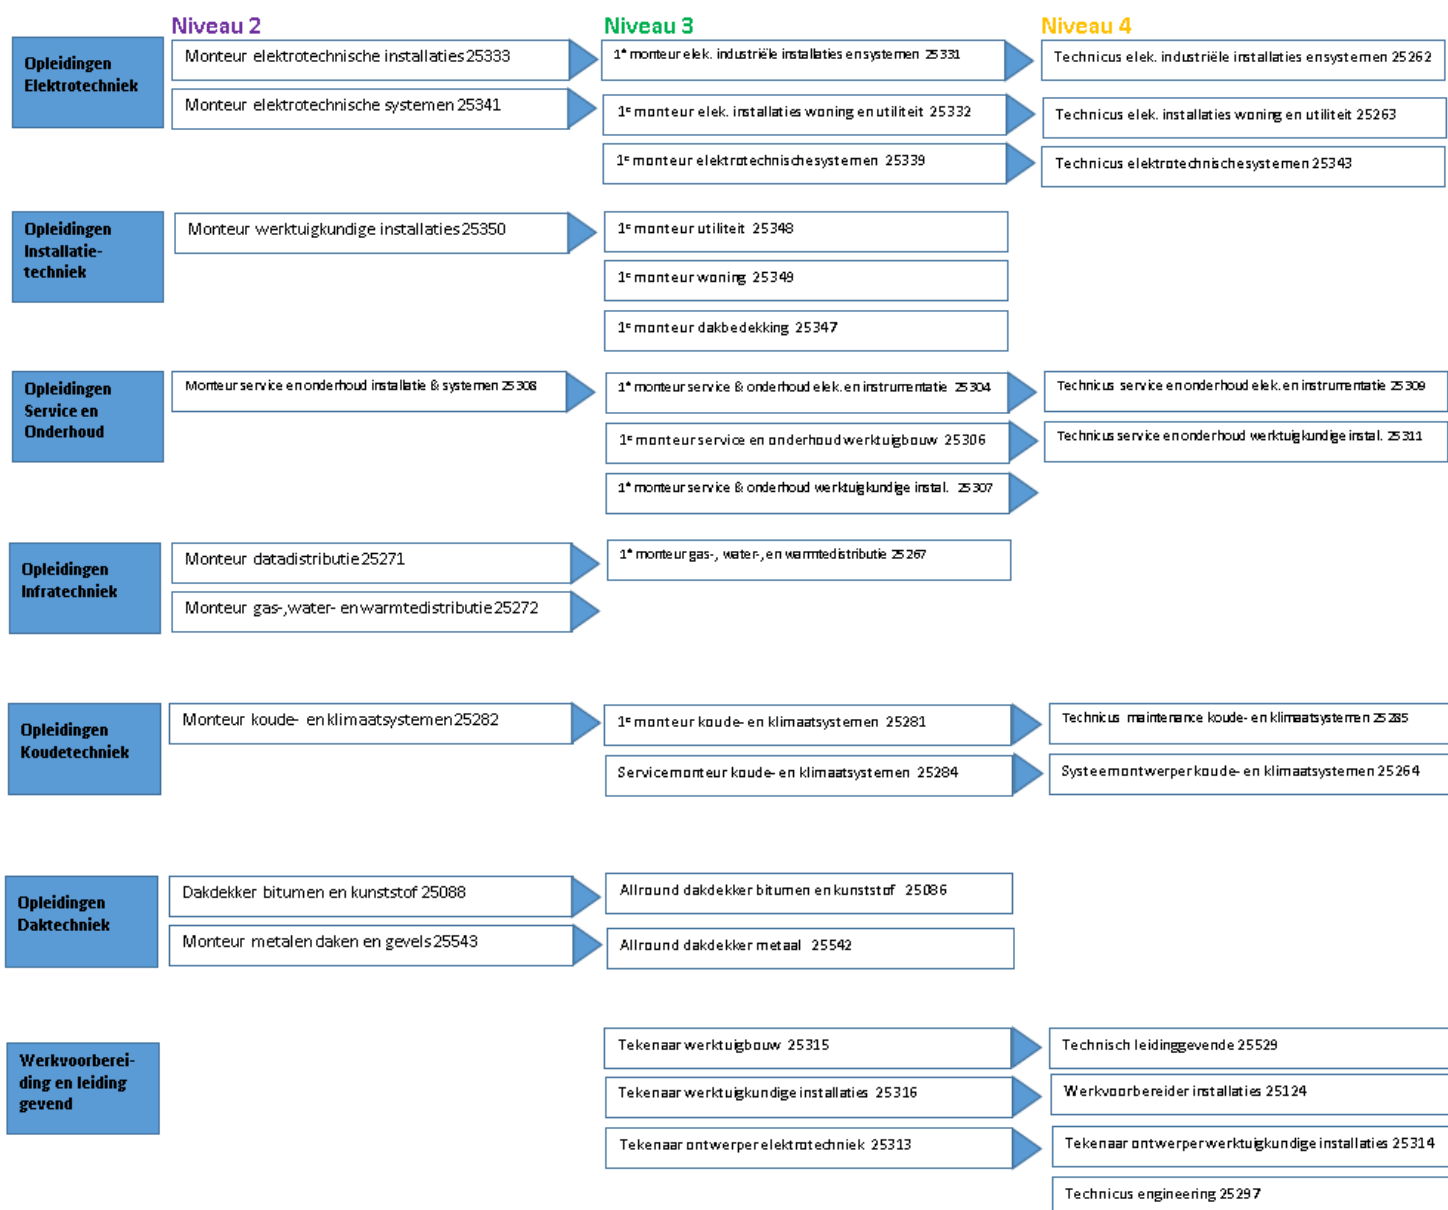 Niveau 2
Niveau 3
Niveau 4
Opleidingen
Elektrotechniek
Monteur elektrotechnische installaties 25333
1e monteur elek. industriële installaties en systemen 25331
Technicus elek. industriële installaties en systemen 25262
Monteur elektrotechnische systemen 25341
1e monteur elek. installaties woning en utiliteit 25332
Technicus elek. installaties woning en utiliteit 25263
1e monteur elektrotechnische systemen 25339
Technicus elektrotechnische systemen 25343
Opleidingen
Installatie-
techniek
Monteur werktuigkundige installaties 25350
1e monteur utiliteit 25348
1e monteur woning 25349
1e monteur dakbedekking 25347
Opleidingen
Service en
Onderhoud
Monteur service en onderhoud installatie & systemen 25308
1e monteur service & onderhoud elek. en instrumentatie 25304
Technicus service en onderhoud elek. en instrumentatie 25309
1e monteur service en onderhoud werktuigbouw 25306
Technicus service en onderhoud werktuigkundige instal. 25311
1e monteur service & onderhoud werktuigkundige instal. 25307
Opleidingen
Infratechniek
Monteur datadistributie 25271
1e monteur gas-, water-, en warmtedistributie 25267
Monteur gas-,water- en warmtedistributie 25272
Opleidingen
Koudetechniek
Monteur koude- en klimaatsystemen 25282
1e monteur koude- en klimaatsystemen 25281
Technicus maintenance koude- en klimaatsystemen 25285
Servicemonteur koude- en klimaatsystemen 25284
Systeemontwerper koude- en klimaatsystemen 25264
Opleidingen
Daktechniek
Dakdekker bitumen en kunststof 25088
Allround dakdekker bitumen en kunststof 25086
Monteur metalen daken en gevels 25543
Allround dakdekker metaal 25542
Werkvoorberei-
ding en leiding
gevend
Tekenaar werktuigbouw 25315
Technisch leidinggevende 25529
Tekenaar werktuigkundige installaties 25316
Werkvoorbereider installaties 25124
Tekenaar ontwerper elektrotechniek 25313
Tekenaar ontwerper werktuigkundige installaties 25314
Technicus engineering 25297